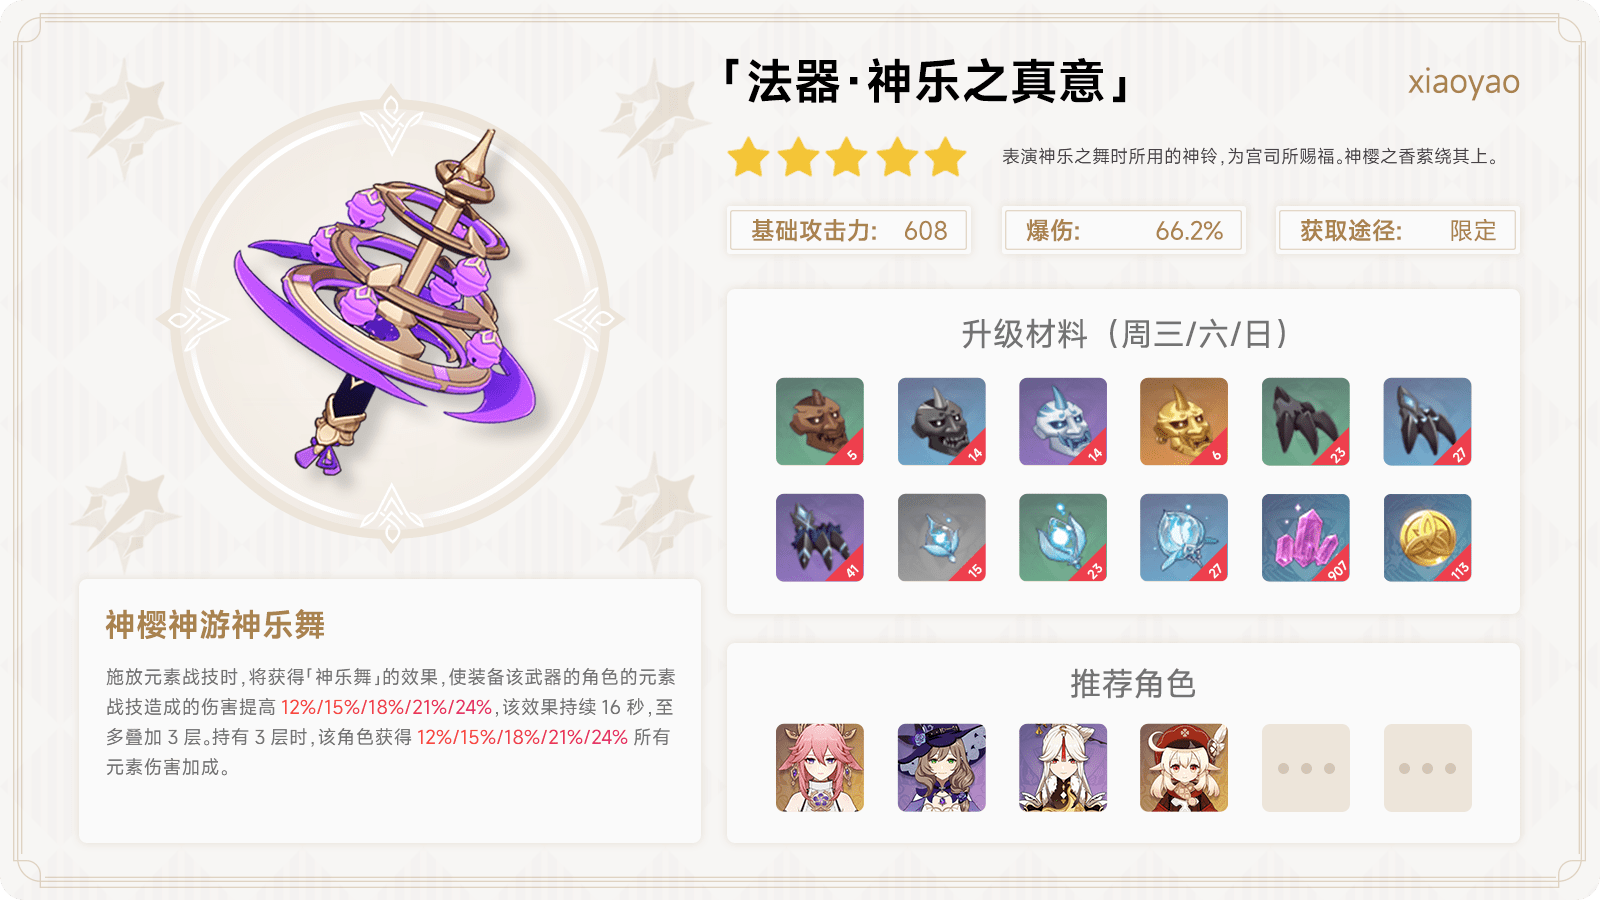 「法器·神乐之真意」
xiaoyao
表演神乐之舞时所用的神铃,为宫司所赐福。神樱之香萦绕其上。
基础攻击力: 608
爆伤: 66.2%
获取途径: 限定
升级材料（周三/六/日）
5 14 14 6 23 27
41 15 23 27 907 113
神樱神游神乐舞
施放元素战技时,将获得「神乐舞」的效果,使装备该武器的角色的元素
战技造成的伤害提高 12%/15%/18%/21%/24%,该效果持续 16 秒,至
多叠加 3 层。持有 3 层时,该角色获得 12%/15%/18%/21%/24% 所有
元素伤害加成。
推荐角色